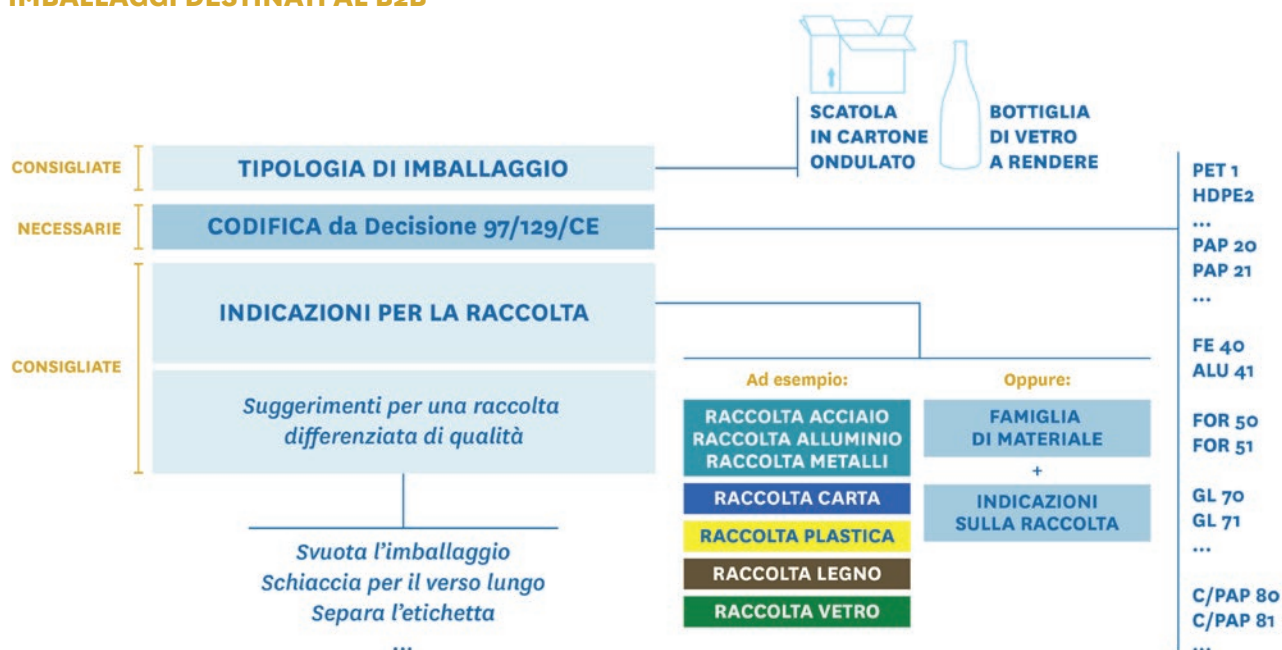 IMBALLAGGI DESTINATI AL B2B
SCATOLA
IN CARTONE
ONDULATO
BOTTIGLIA
DI VETRO
A RENDERE
CONSIGLIATE
TIPOLOGIA DI IMBALLAGGIO
NECESSARIE
CODIFICA da Decisione 97/129/CE
CONSIGLIATE
INDICAZIONI PER LA RACCOLTA
Suggerimenti per una raccolta
differenziata di qualità
Svuota l'imballaggio
Schiaccia per il verso lungo
Separa l'etichetta
...
Ad esempio:
RACCOLTA ACCIAIO
RACCOLTA ALLUMINIO
RACCOLTA METALLI
RACCOLTA CARTA
RACCOLTA PLASTICA
RACCOLTA LEGNO
RACCOLTA VETRO
Oppure:
FAMIGLIA
DI MATERIALE
+
INDICAZIONI
SULLA RACCOLTA
PET 1
HDPE2
...
PAP 20
PAP 21
...
FE 40
ALU 41
FOR 50
FOR 51
GL 70
GL 71
...
C/PAP 80
C/PAP 81
...